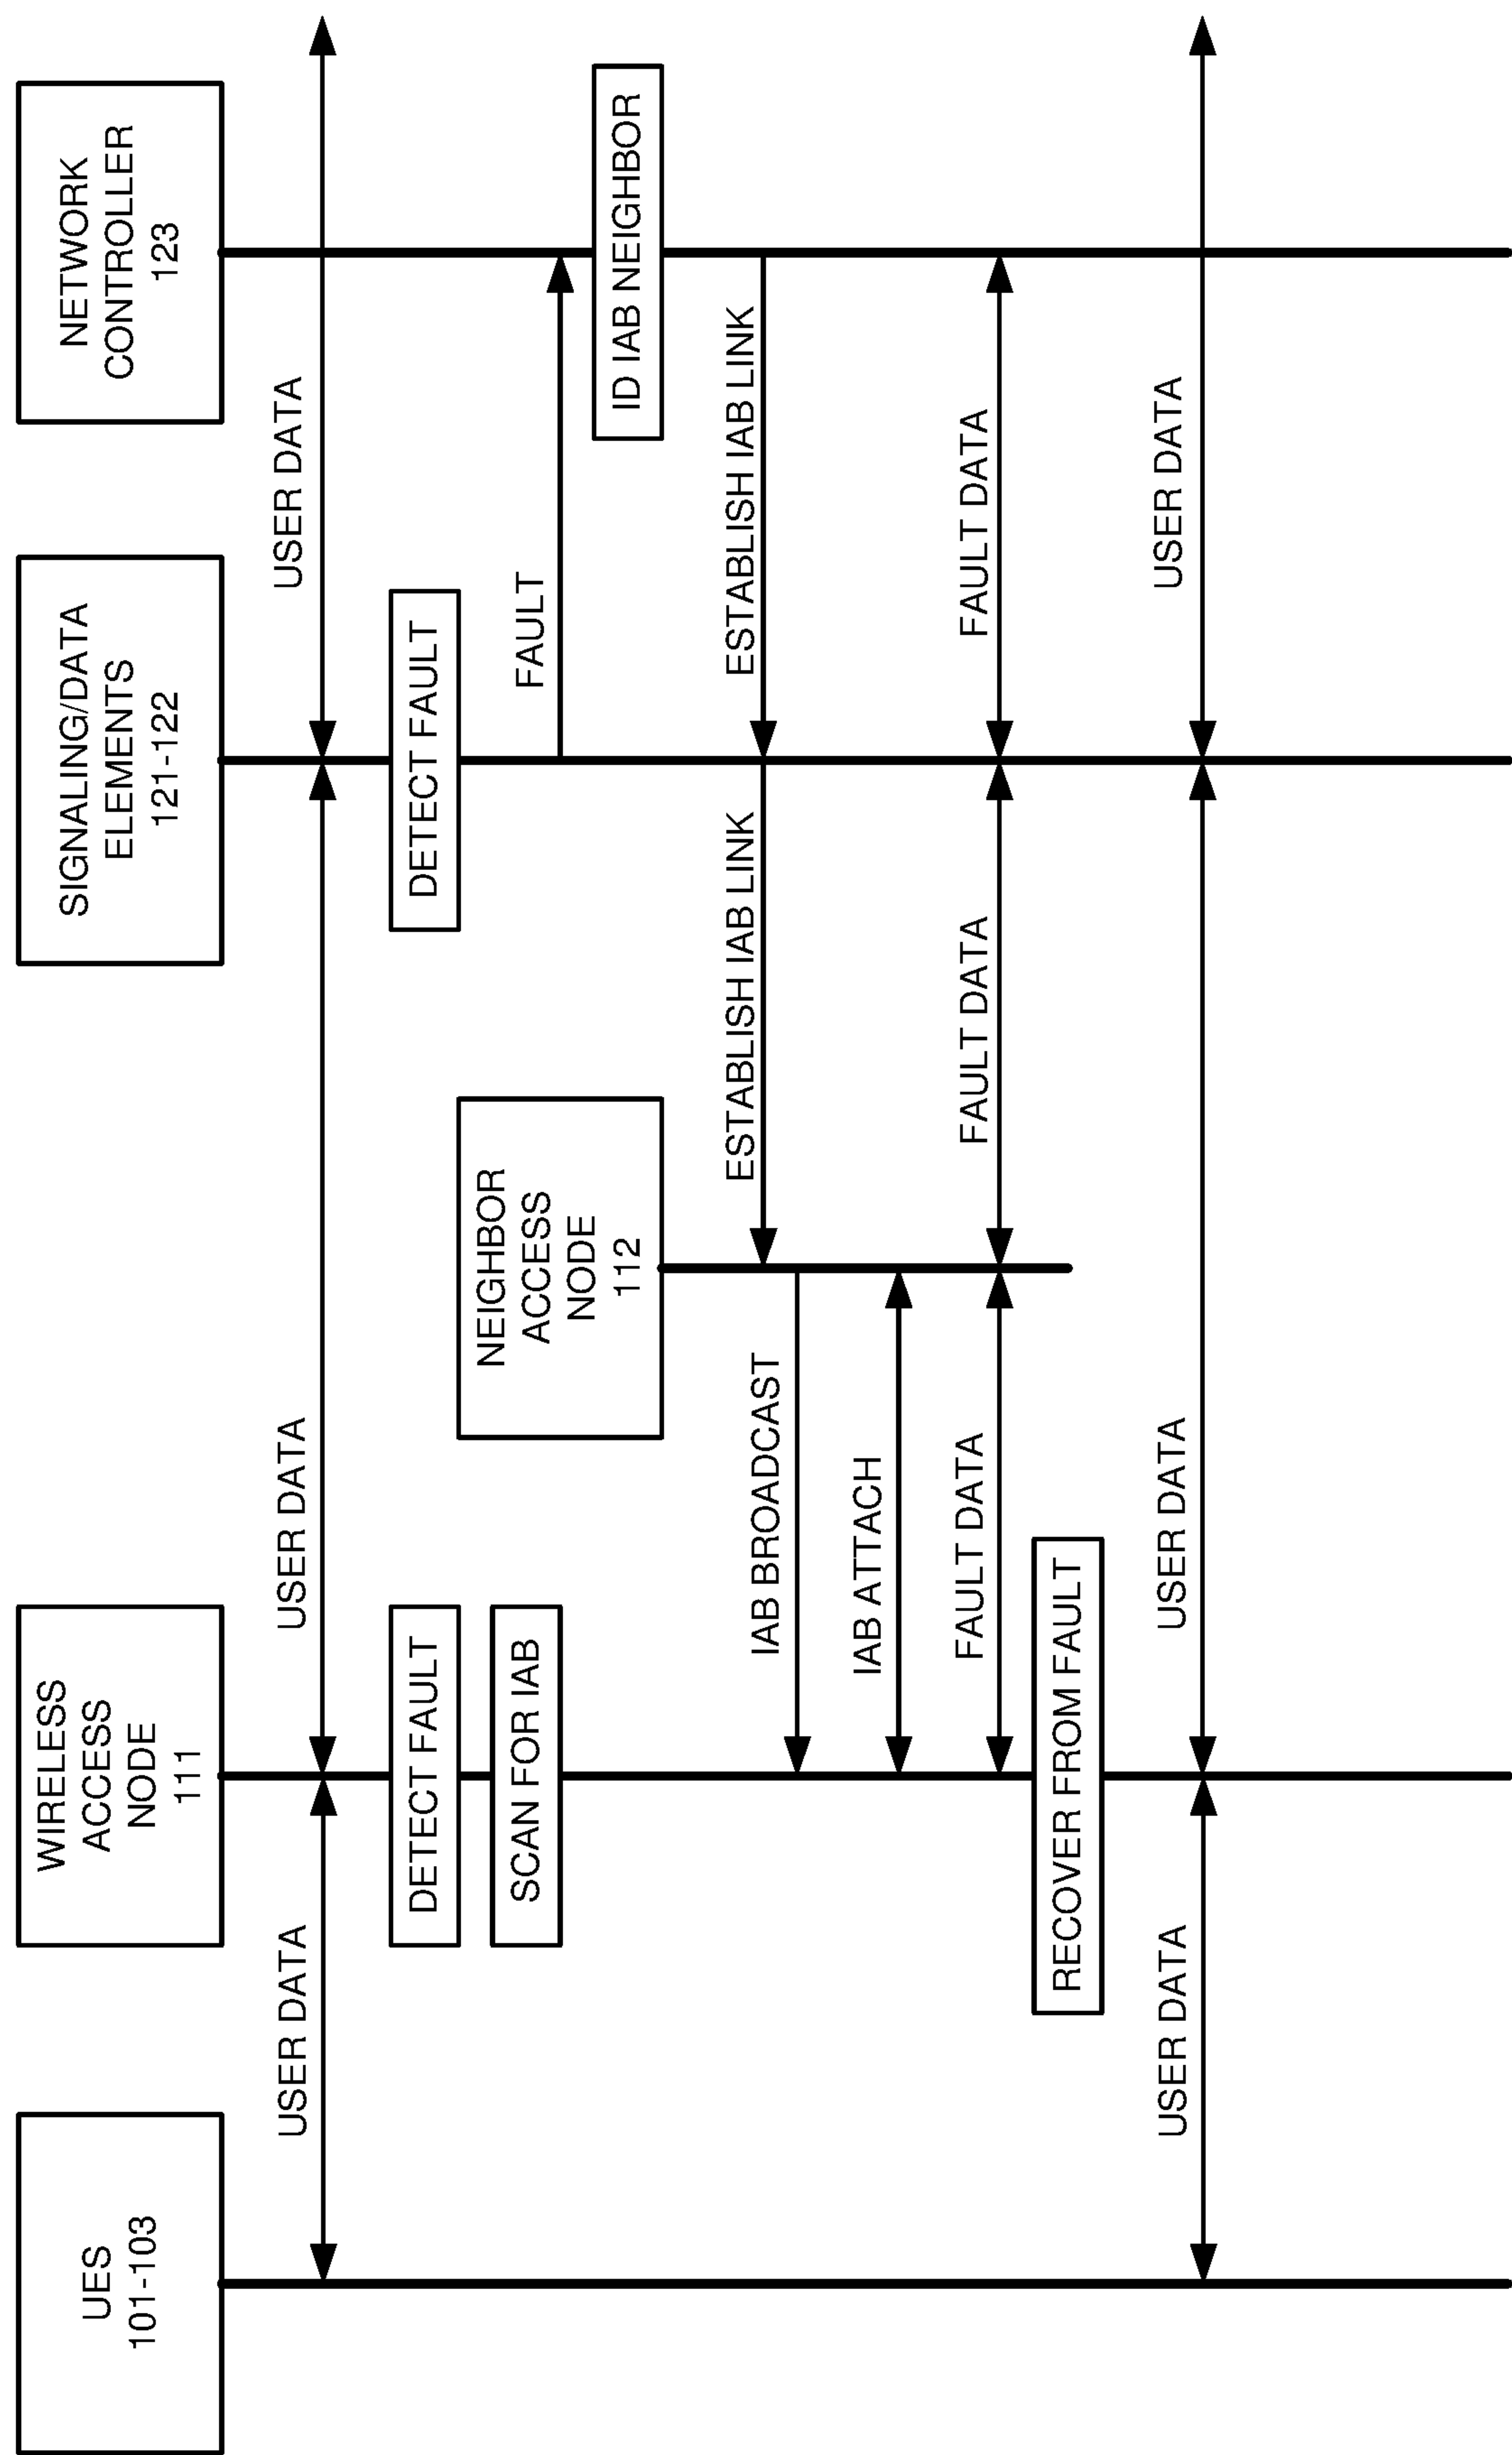 UES
101-103
WIRELESS
ACCESS
NODE
111
SIGNALING/DATA
ELEMENTS
121-122
NETWORK
CONTROLLER
123
USER DATA
USER DATA
USER DATA
DETECT FAULT
DETECT FAULT
NEIGHBOR
ACCESS
NODE
112
SCAN FOR IAB
FAULT
ID IAB NEIGHBOR
ESTABLISH IAB LINK
ESTABLISH IAB LINK
IAB BROADCAST
IAB ATTACH
FAULT DATA
FAULT DATA
FAULT DATA
RECOVER FROM FAULT
USER DATA
USER DATA
USER DATA